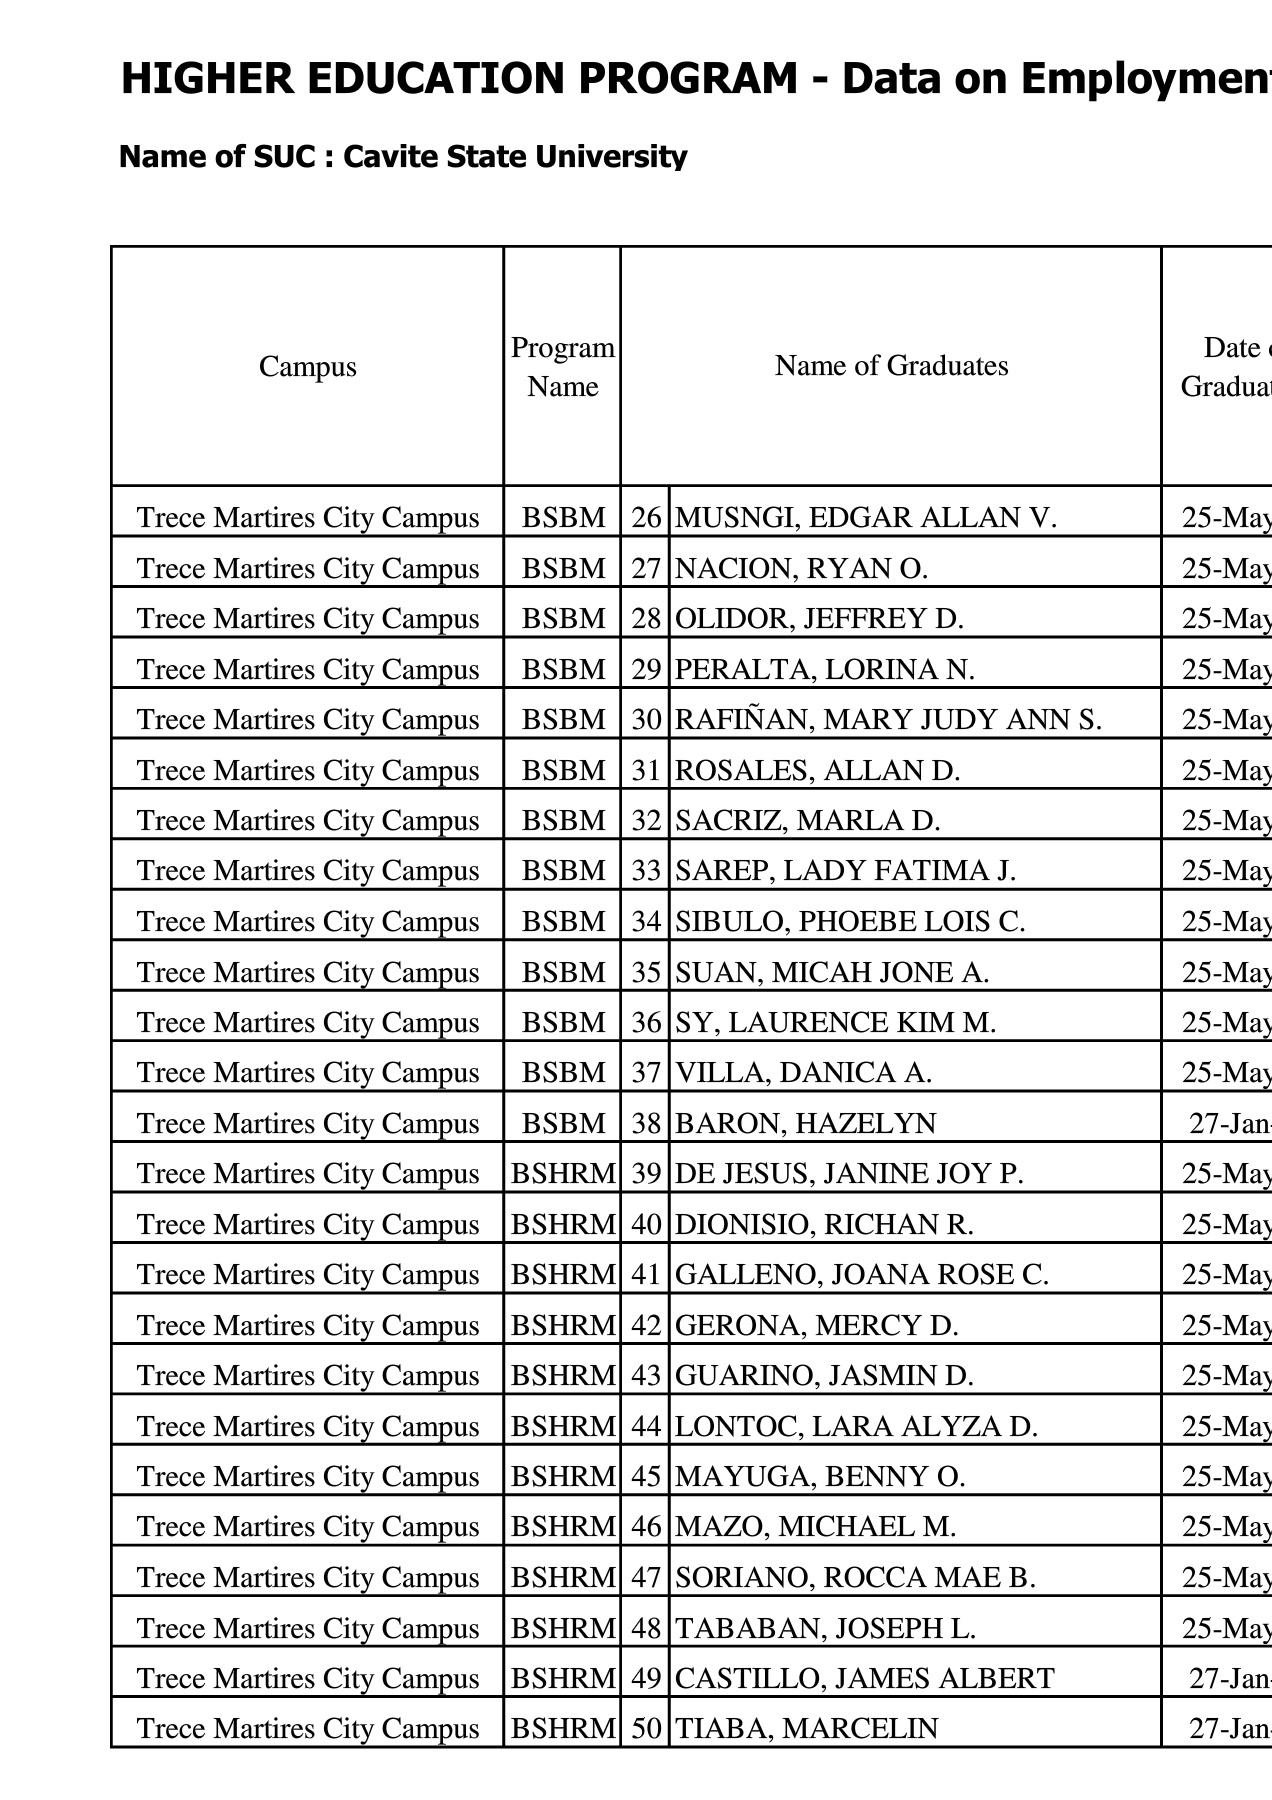 HIGHER EDUCATION PROGRAM - Data on Employment
Name of SUC : Cavite State University
Campus Program Name Name of Graduates Date Graduat
Trece Martires City Campus BSBM 26 MUSNGI, EDGAR ALLAN V. 25-May
Trece Martires City Campus BSBM 27 NACION, RYAN O. 25-May
Trece Martires City Campus BSBM 28 OLIDOR, JEFFREY D. 25-May
Trece Martires City Campus BSBM 29 PERALTA, LORINA N. 25-May
Trece Martires City Campus BSBM 30 RAFIÑAN, MARY JUDY ANN S. 25-May
Trece Martires City Campus BSBM 31 ROSALES, ALLAN D. 25-May
Trece Martires City Campus BSBM 32 SACRIZ, MARLA D. 25-May
Trece Martires City Campus BSBM 33 SAREP, LADY FATIMA J. 25-May
Trece Martires City Campus BSBM 34 SIBULO, PHOEBE LOIS C. 25-May
Trece Martires City Campus BSBM 35 SUAN, MICAH JONE A. 25-May
Trece Martires City Campus BSBM 36 SY, LAURENCE KIM M. 25-May
Trece Martires City Campus BSBM 37 VILLA, DANICA A. 25-May
Trece Martires City Campus BSBM 38 BARON, HAZELYN 27-Jan-
Trece Martires City Campus BSHRM 39 DE JESUS, JANINE JOY P. 25-May
Trece Martires City Campus BSHRM 40 DIONISIO, RICHAN R. 25-May
Trece Martires City Campus BSHRM 41 GALLENO, JOANA ROSE C. 25-May
Trece Martires City Campus BSHRM 42 GERONA, MERCY D. 25-May
Trece Martires City Campus BSHRM 43 GUARINO, JASMIN D. 25-May
Trece Martires City Campus BSHRM 44 LONTOC, LARA ALYZA D. 25-May
Trece Martires City Campus BSHRM 45 MAYUGA, BENNY O. 25-May
Trece Martires City Campus BSHRM 46 MAZO, MICHAEL M. 25-May
Trece Martires City Campus BSHRM 47 SORIANO, ROCCA MAE B. 25-May
Trece Martires City Campus BSHRM 48 TABABAN, JOSEPH L. 25-May
Trece Martires City Campus BSHRM 49 CASTILLO, JAMES ALBERT 27-Jan-
Trece Martires City Campus BSHRM 50 TIABA, MARCELIN 27-Jan-